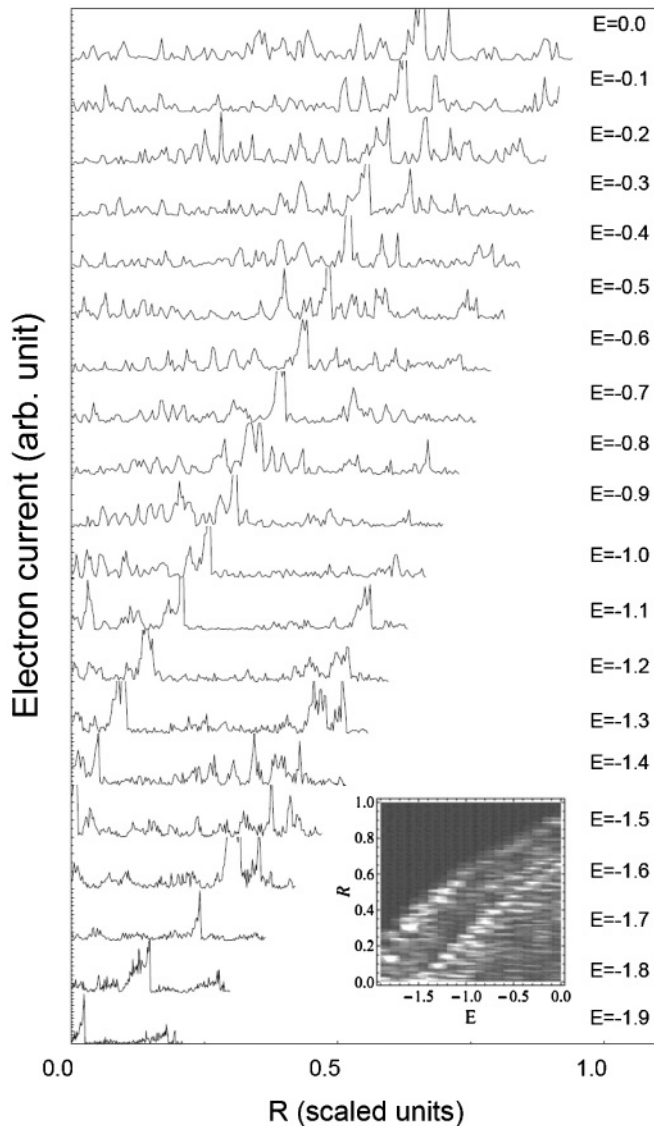 Electron current (arb. unit)
E=0.0
E=-0.1
E=-0.2
E=-0.3
E=-0.4
E=-0.5
E=-0.6
E=-0.7
E=-0.8
E=-0.9
E=-1.0
E=-1.1
E=-1.2
E=-1.3
E=-1.4
E=-1.5
E=-1.6
E=-1.7
E=-1.8
E=-1.9
R
1.0
0.8
0.6
0.4
0.2
0.0
−1.5 −1.0 −0.5 0.0
E
0.0 0.5 1.0
R (scaled units)